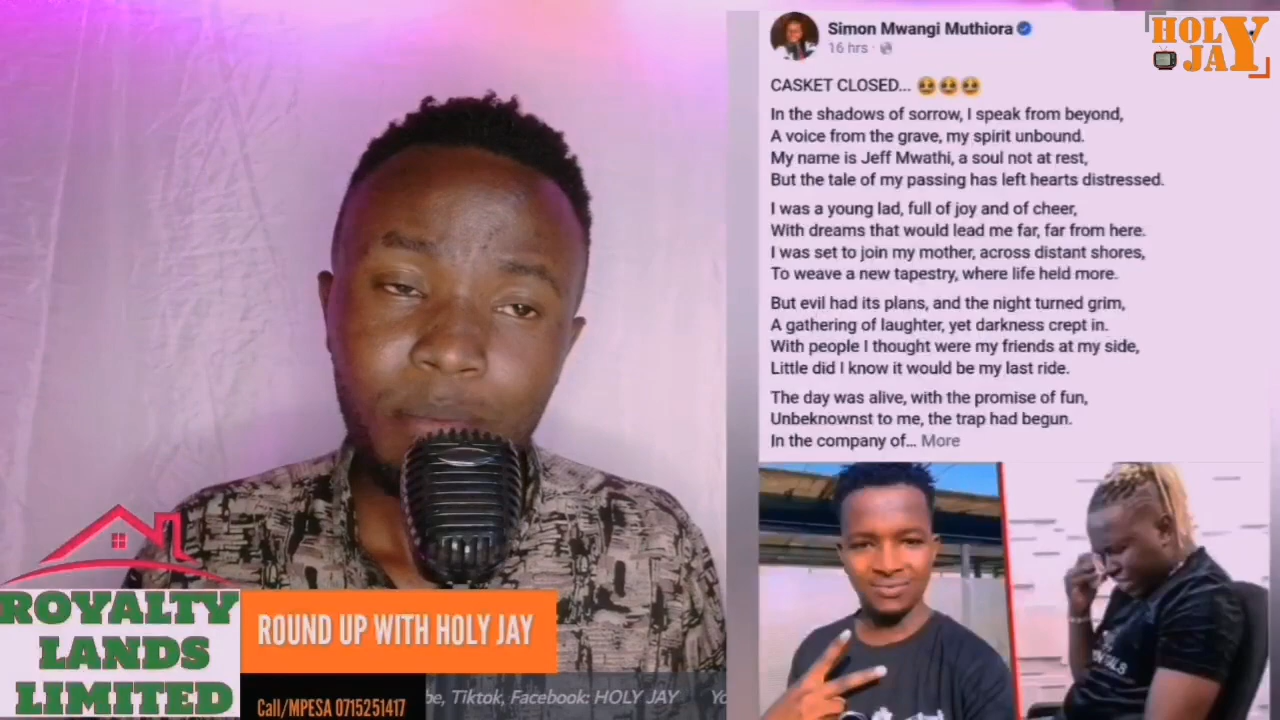 Simon Mwangi Muthiora
16 hrs ·
HOLY
JAY
CASKET CLOSED...
In the shadows of sorrow, I speak from beyond,
A voice from the grave, my spirit unbound.
My name is Jeff Mwathi, a soul not at rest,
But the tale of my passing has left hearts distressed.
I was a young lad, full of joy and of cheer,
With dreams that would lead me far, far from here.
I was set to join my mother, across distant shores,
To weave a new tapestry, where life held more.
But evil had its plans, and the night turned grim,
A gathering of laughter, yet darkness crept in.
With people I thought were my friends at my side,
Little did I know it would be my last ride.
The day was alive, with the promise of fun,
Unbeknownst to me, the trap had begun.
In the company of... More
ROYALTY
LANDS
LIMITED
ROUND UP WITH HOLY JAY
Call/MPESA 0715251417
be, Tiktok, Facebook: HOLY JAY